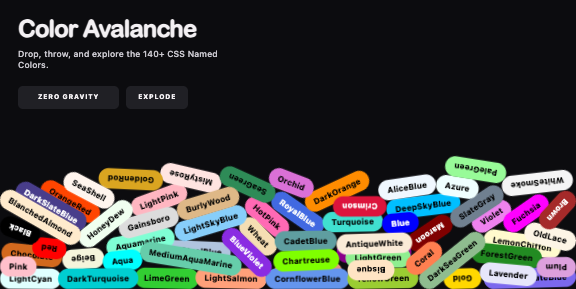 Color Avalanche
Drop, throw, and explore the 140+ CSS Named
Colors.
ZERO GRAVITY
EXPLODE
PaleGreen
GoldenRod
MistyRose
SeaGreen
Orchid
DarkOrange
AliceBlue
Azure
WhiteSmoke
SeaShell
OrangeRed
DarkSlateBlue
BlanchedAlmond
LightPink
BurlyWood
RoyalBlue
Crimson
DeepSkyBlue
SlateGray
Brown
HoneyDew
Gainsboro
LightSkyBlue
HotPink
Turquoise
Blue
Violet
Fuchsia
Black
Aquamarine
Wheat
CadetBlue
AntiqueWhite
Maroon
LemonChiffon
OldLace
Red
Beige
Aqua
MediumAquaMarine
BlueViolet
Chartreuse
LightGreen
Coral
DarkSeaGreen
ForestGreen
Pink
Bisque
Plum
LightCyan
DarkTurquoise
LimeGreen
LightSalmon
CornflowerBlue
Gold
Lavender